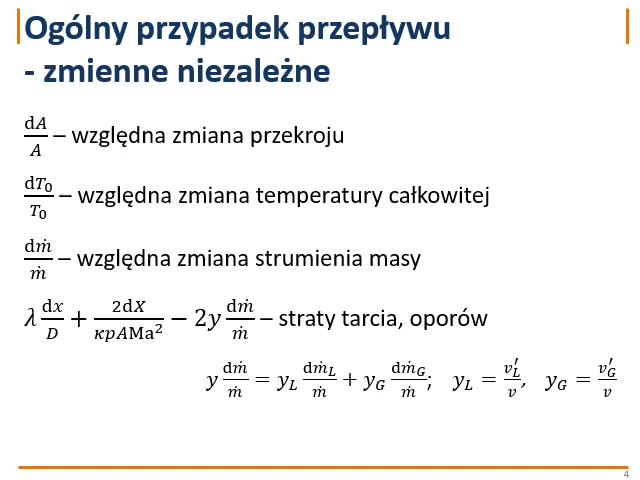 Ogólny przypadek przepływu
- zmienne niezależne
dA/A – względna zmiana przekroju
dT₀/T₀ – względna zmiana temperatury całkowitej
dṁ/ṁ – względna zmiana strumienia masy
λ dx/D + 2dX/(κpAMa²) − 2y dṁ/ṁ – straty tarcia, oporów
y dṁ/ṁ = y_L dṁ_L/ṁ + y_G dṁ_G/ṁ; y_L = v′_L/v, y_G = v′_G/v
4